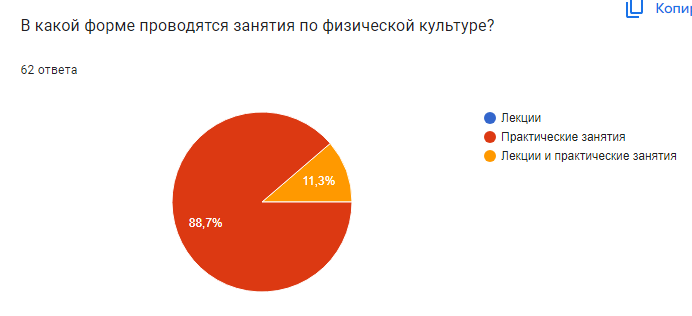 Копир
В какой форме проводятся занятия по физической культуре?
62 ответа
Лекции
Практические занятия
Лекции и практические занятия
11,3%
88,7%